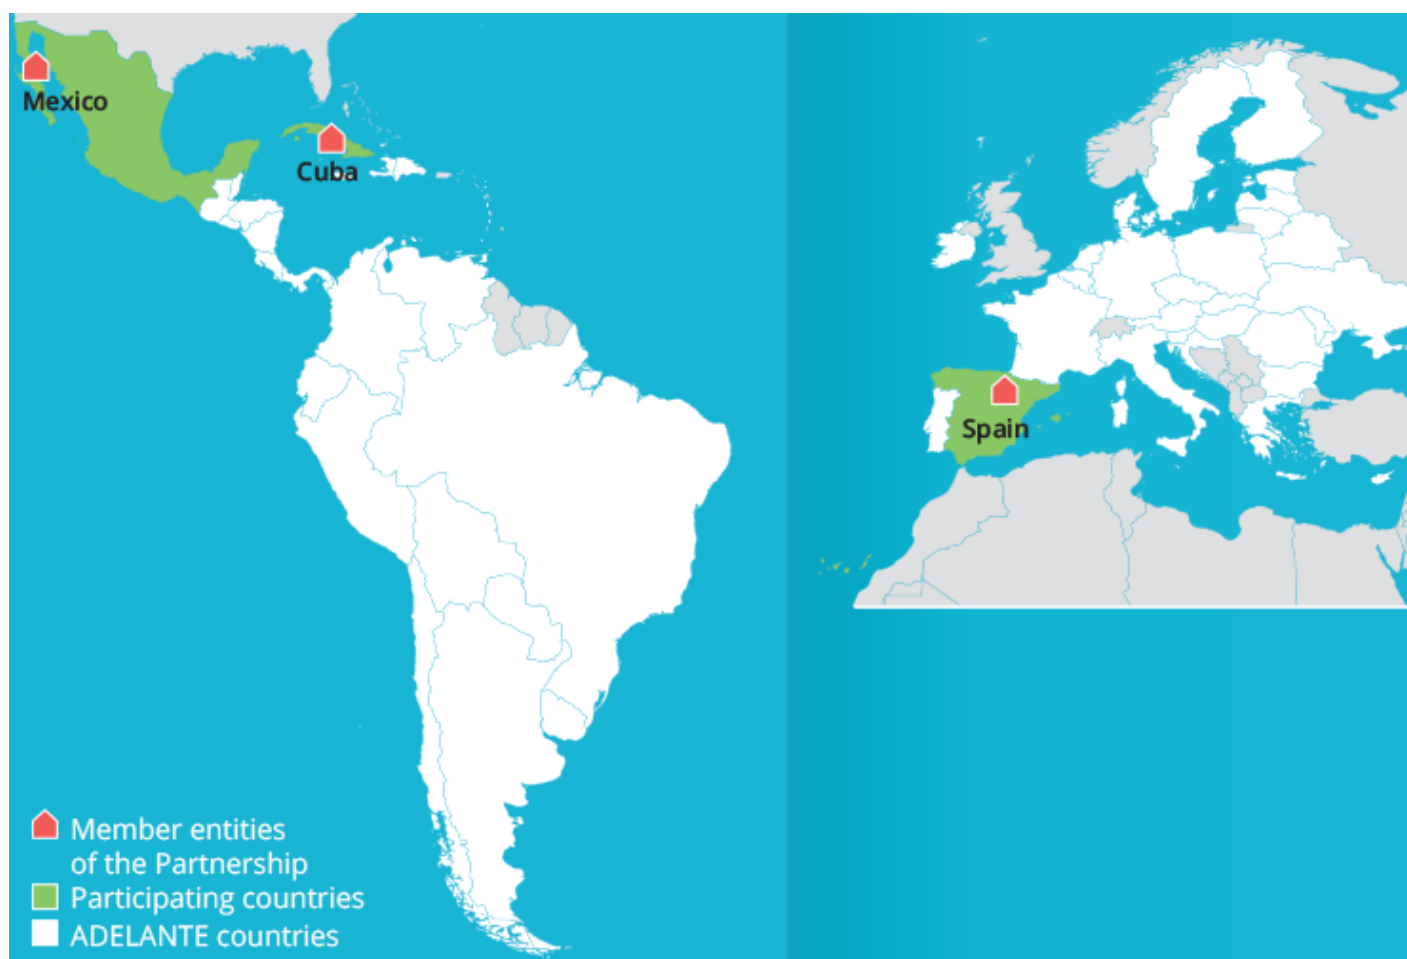 Mexico
Cuba
Spain
Member entities
of the Partnership
Participating countries
ADELANTE countries